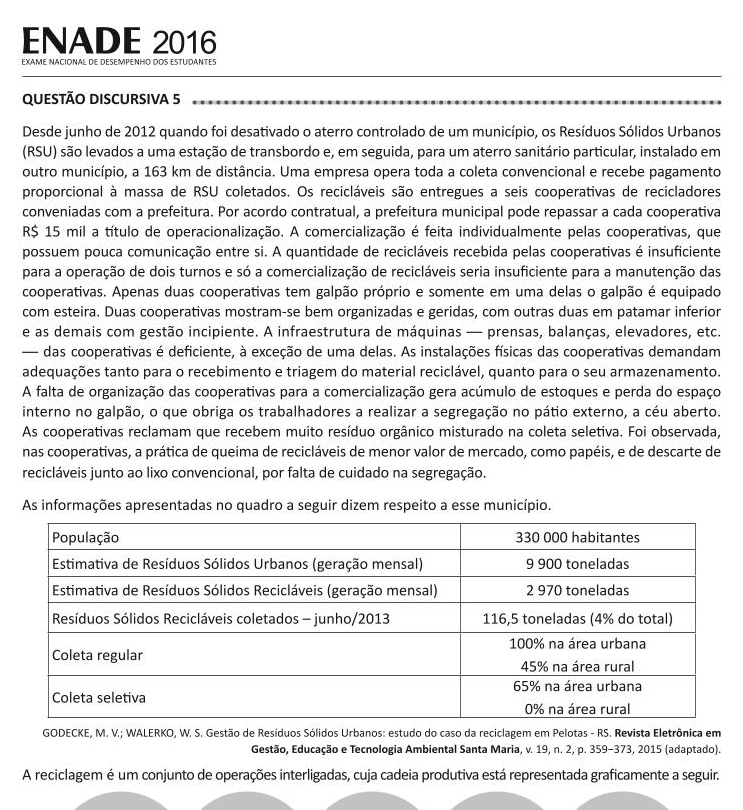 ENADE 2016
EXAME NACIONAL DE DESEMPENHO DOS ESTUDANTES
QUESTÃO DISCURSIVA 5
Desde junho de 2012 quando foi desativado o aterro controlado de um município, os Resíduos Sólidos Urbanos
(RSU) são levados a uma estação de transbordo e, em seguida, para um aterro sanitário particular, instalado em
outro município, a 163 km de distância. Uma empresa opera toda a coleta convencional e recebe pagamento
proporcional à massa de RSU coletados. Os recicláveis são entregues a seis cooperativas de recicladores
conveniadas com a prefeitura. Por acordo contratual, a prefeitura municipal pode repassar a cada cooperativa
R$ 15 mil a título de operacionalização. A comercialização é feita individualmente pelas cooperativas, que
possuem pouca comunicação entre si. A quantidade de recicláveis recebida pelas cooperativas é insuficiente
para a operação de dois turnos e só a comercialização de recicláveis seria insuficiente para a manutenção das
cooperativas. Apenas duas cooperativas tem galpão próprio e somente em uma delas o galpão é equipado
com esteira. Duas cooperativas mostram-se bem organizadas e geridas, com outras duas em patamar inferior
e as demais com gestão incipiente. A infraestrutura de máquinas — prensas, balanças, elevadores, etc.
— das cooperativas é deficiente, à exceção de uma delas. As instalações físicas das cooperativas demandam
adequações tanto para o recebimento e triagem do material reciclável, quanto para o seu armazenamento.
A falta de organização das cooperativas para a comercialização gera acúmulo de estoques e perda do espaço
interno no galpão, o que obriga os trabalhadores a realizar a segregação no pátio externo, a céu aberto.
As cooperativas reclamam que recebem muito resíduo orgânico misturado na coleta seletiva. Foi observada,
nas cooperativas, a prática de queima de recicláveis de menor valor de mercado, como papéis, e de descarte de
recicláveis junto ao lixo convencional, por falta de cuidado na segregação.
As informações apresentadas no quadro a seguir dizem respeito a esse município.
População 330 000 habitantes
Estimativa de Resíduos Sólidos Urbanos (geração mensal) 9 900 toneladas
Estimativa de Resíduos Sólidos Recicláveis (geração mensal) 2 970 toneladas
Resíduos Sólidos Recicláveis coletados – junho/2013 116,5 toneladas (4% do total)
Coleta regular 100% na área urbana
45% na área rural
Coleta seletiva 65% na área urbana
0% na área rural
GODECKE, M. V.; WALERKO, W. S. Gestão de Resíduos Sólidos Urbanos: estudo do caso da reciclagem em Pelotas - RS. Revista Eletrônica em
Gestão, Educação e Tecnologia Ambiental Santa Maria, v. 19, n. 2, p. 359−373, 2015 (adaptado).
A reciclagem é um conjunto de operações interligadas, cuja cadeia produtiva está representada graficamente a seguir.